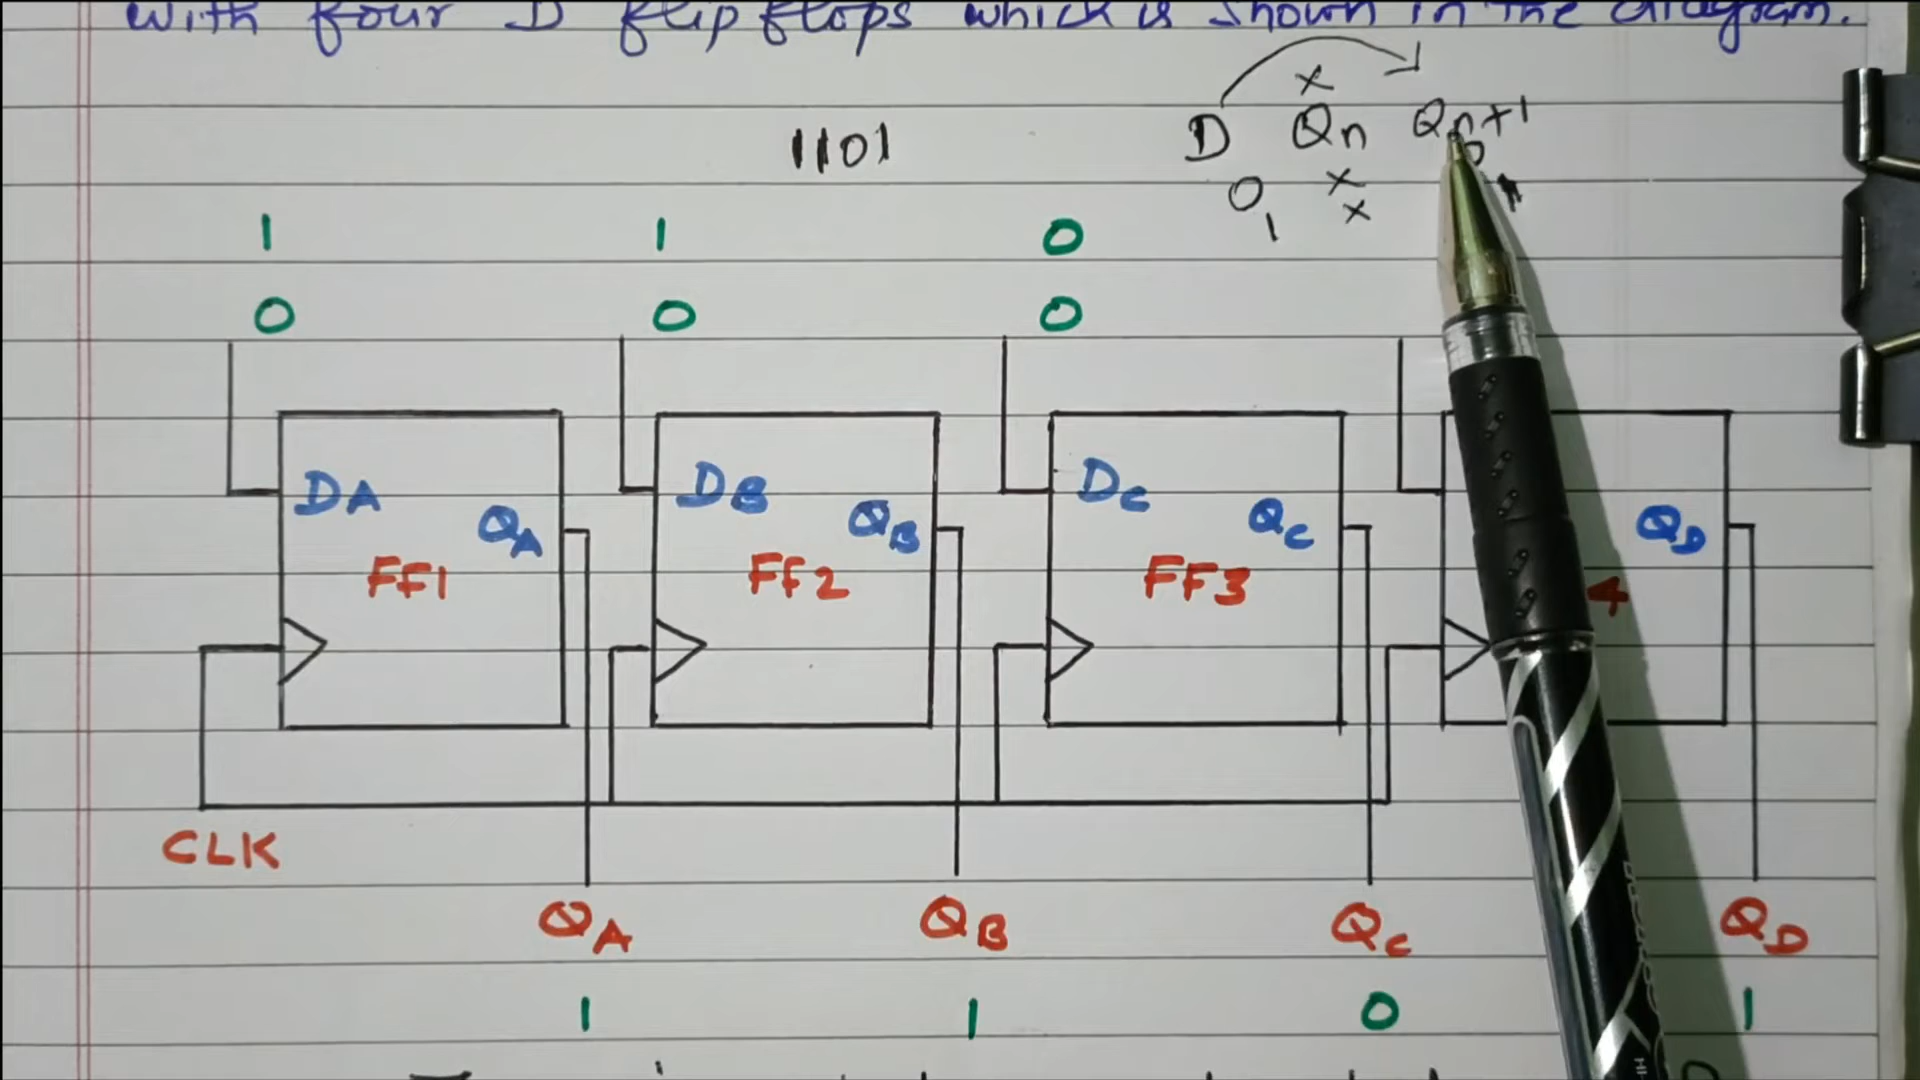 with four D flip flops which is shown in the diagram.
x
D Qn Qn+1
1101
0 x
1 x
1 1 0
0 0 0
DA DB DC
QA QB QC QD
FF1 FF2 FF3 4
CLK
QA QB QC QD
1 1 0 1